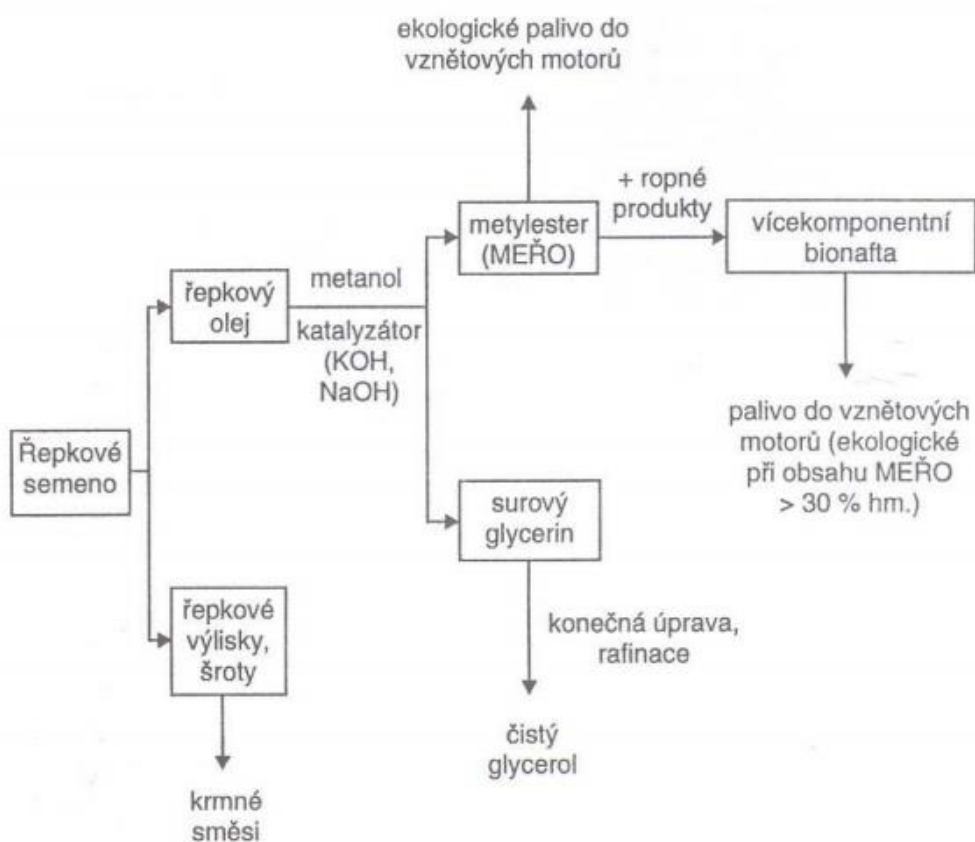 ekologické palivo do
vznětových motorů
+ ropné
produkty
metylester
(MEŘO)
vícekomponentní
bionafta
řepkový
olej
metanol
katalyzátor
(KOH,
NaOH)
palivo do vznětových
motorů (ekologické
při obsahu MEŘO
> 30 % hm.)
Řepkové
semeno
surový
glycerin
řepkové
výlisky,
šroty
konečná úprava,
rafinace
čistý
glycerol
krmné
směsi